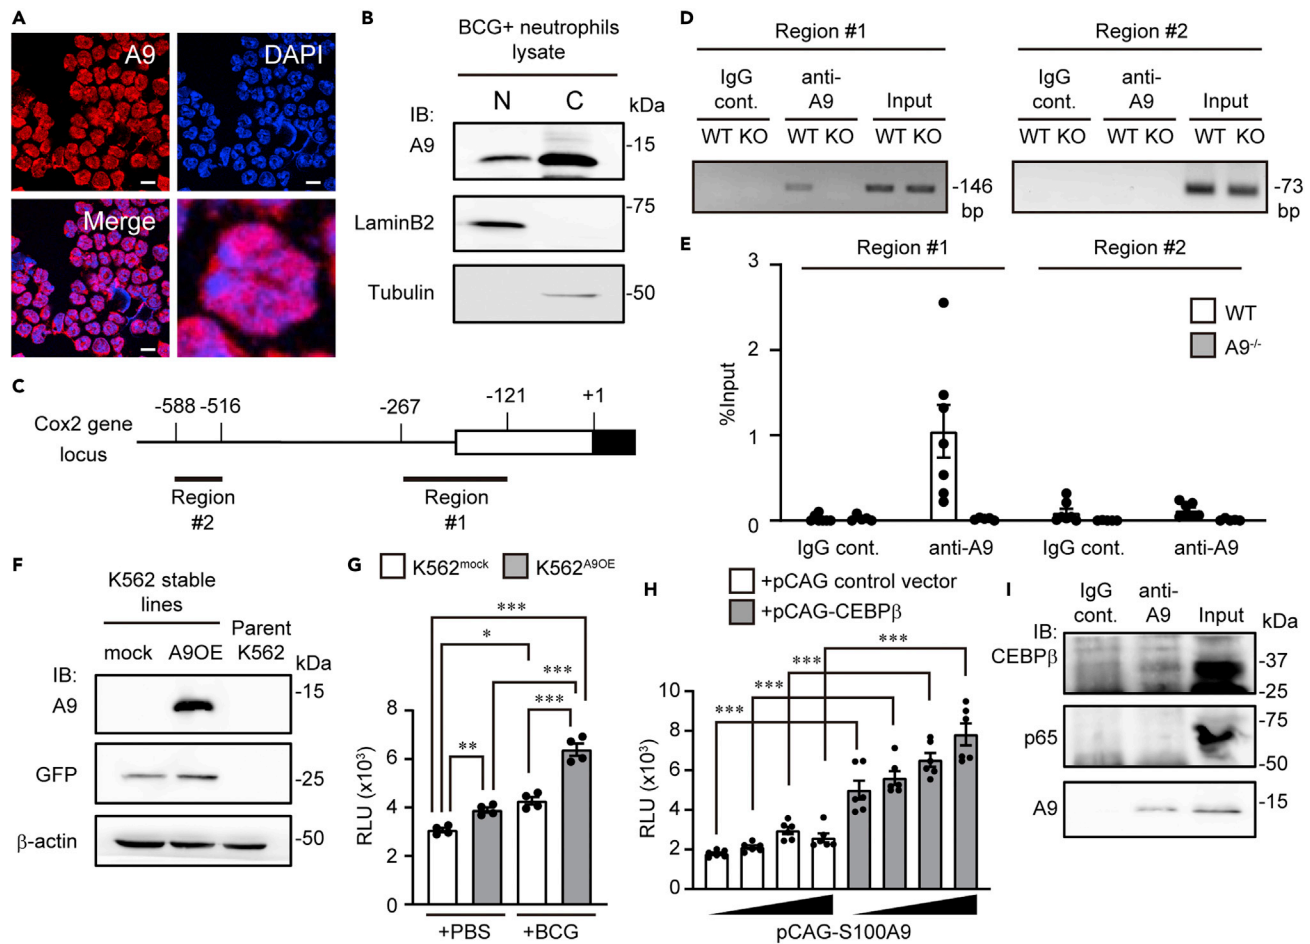 A
A9
DAPI
Merge
B
BCG+ neutrophils
lysate
N C
kDa
IB:
A9
-15
-75
LaminB2
Tubulin
-50
C
Cox2 gene
locus
-588 -516
-267
-121
+1
Region
#2
Region
#1
D
Region #1
Region #2
IgG
cont.
anti-
A9
Input
IgG
cont.
anti-
A9
Input
WT KO WT KO WT KO
WT KO WT KO WT KO
-146
bp
-73
bp
E
Region #1
Region #2
3
2
1
0
%Input
WT
A9-/-
IgG cont.
anti-A9
IgG cont.
anti-A9
F
K562 stable
lines
Parent
K562
mock A9OE
kDa
IB:
A9
-15
GFP
-25
β-actin
-50
G
K562mock
K562A9OE
***
*
***
**
***
8
6
4
2
0
RLU (x10³)
+PBS
+BCG
H
+pCAG control vector
+pCAG-CEBPβ
***
***
***
***
10
8
6
4
2
0
RLU (x10³)
pCAG-S100A9
I
IgG
cont.
anti-
A9
Input
kDa
IB:
CEBPβ
-37
-25
p65
-75
-50
A9
-15